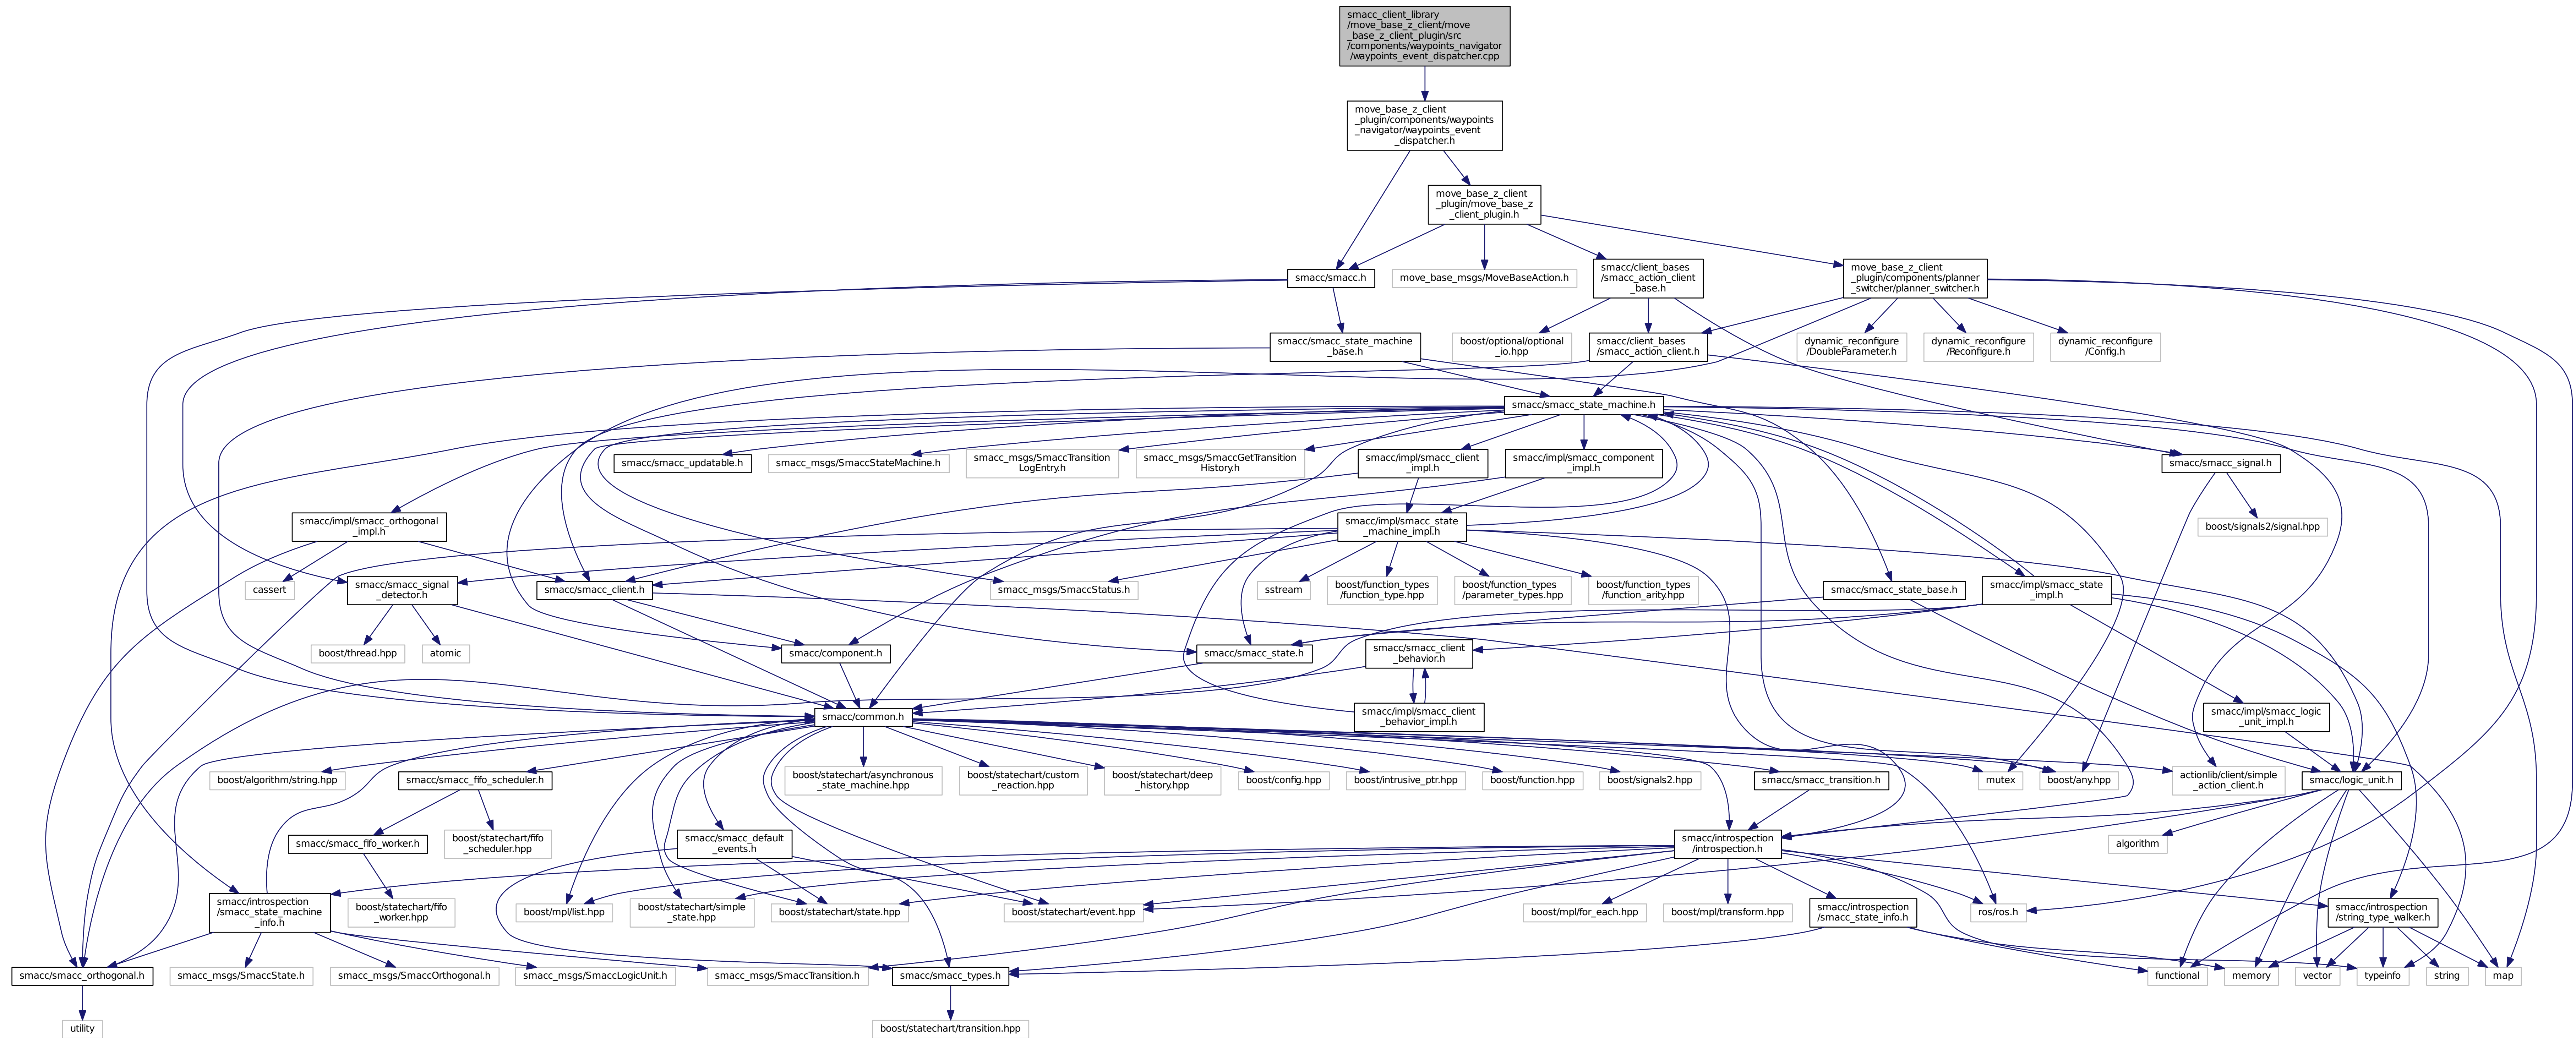 smacc_client_library
/move_base_z_client/move
_base_z_client_plugin/src
/components/waypoints_navigator
/waypoints_event_dispatcher.cpp
move_base_z_client
_plugin/components/waypoints
_navigator/waypoints_event
_dispatcher.h
move_base_z_client
_plugin/move_base_z
_client_plugin.h
smacc/smacc.h
move_base_msgs/MoveBaseAction.h
smacc/client_bases
/smacc_action_client
_base.h
move_base_z_client
_plugin/components/planner
_switcher/planner_switcher.h
smacc/smacc_state_machine
_base.h
boost/optional/optional
_io.hpp
smacc/client_bases
/smacc_action_client.h
dynamic_reconfigure
/DoubleParameter.h
dynamic_reconfigure
/Reconfigure.h
dynamic_reconfigure
/Config.h
smacc/smacc_state_machine.h
smacc/smacc_updatable.h
smacc_msgs/SmaccStateMachine.h
smacc_msgs/SmaccTransition
LogEntry.h
smacc_msgs/SmaccGetTransition
History.h
smacc/impl/smacc_client
_impl.h
smacc/impl/smacc_component
_impl.h
smacc/smacc_signal.h
smacc/impl/smacc_orthogonal
_impl.h
smacc/impl/smacc_state
_machine_impl.h
boost/signals2/signal.hpp
cassert
smacc/smacc_signal
_detector.h
smacc/smacc_client.h
smacc_msgs/SmaccStatus.h
sstream
boost/function_types
/function_type.hpp
boost/function_types
/parameter_types.hpp
boost/function_types
/function_arity.hpp
smacc/smacc_state_base.h
smacc/impl/smacc_state
_impl.h
boost/thread.hpp
atomic
smacc/component.h
smacc/smacc_state.h
smacc/smacc_client
_behavior.h
smacc/common.h
smacc/impl/smacc_client
_behavior_impl.h
smacc/impl/smacc_logic
_unit_impl.h
boost/algorithm/string.hpp
smacc/smacc_fifo_scheduler.h
boost/statechart/asynchronous
_state_machine.hpp
boost/statechart/custom
_reaction.hpp
boost/statechart/deep
_history.hpp
boost/config.hpp
boost/intrusive_ptr.hpp
boost/function.hpp
boost/signals2.hpp
smacc/smacc_transition.h
mutex
boost/any.hpp
actionlib/client/simple
_action_client.h
smacc/logic_unit.h
smacc/smacc_fifo_worker.h
boost/statechart/fifo
_scheduler.hpp
smacc/smacc_default
_events.h
smacc/introspection
/introspection.h
algorithm
smacc/introspection
/smacc_state_machine
_info.h
boost/statechart/fifo
_worker.hpp
boost/mpl/list.hpp
boost/statechart/simple
_state.hpp
boost/statechart/state.hpp
boost/statechart/event.hpp
boost/mpl/for_each.hpp
boost/mpl/transform.hpp
smacc/introspection
/smacc_state_info.h
ros/ros.h
smacc/introspection
/string_type_walker.h
smacc/smacc_orthogonal.h
smacc_msgs/SmaccState.h
smacc_msgs/SmaccOrthogonal.h
smacc_msgs/SmaccLogicUnit.h
smacc_msgs/SmaccTransition.h
smacc/smacc_types.h
functional
memory
vector
typeinfo
string
map
utility
boost/statechart/transition.hpp